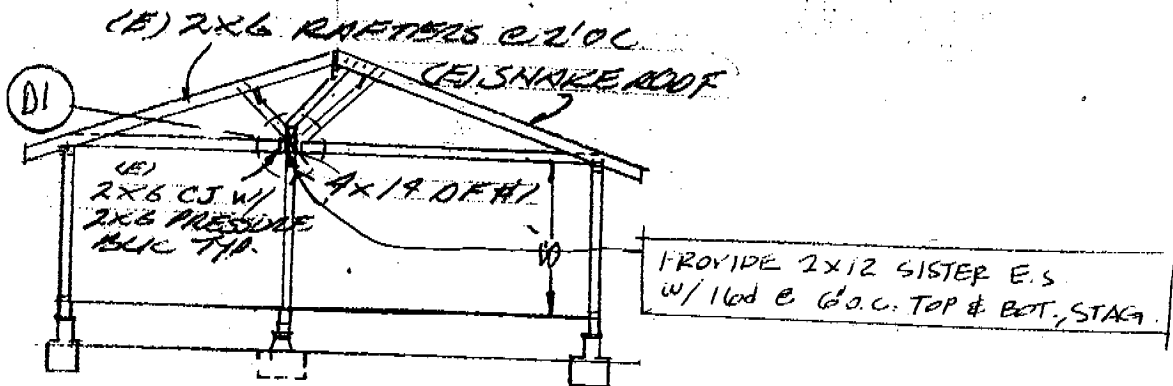 (E) 2X6 RAFTERS @ 2'OC
(E) SHAKE ROOF
D1
(E)
2X6 CJ W/
2X6 PRESSURE
BLK TYP.
4X14 DF #1
8'
PROVIDE 2X12 SISTER E.S.
W/ 16d @ 6"O.C. TOP & BOT., STAG.